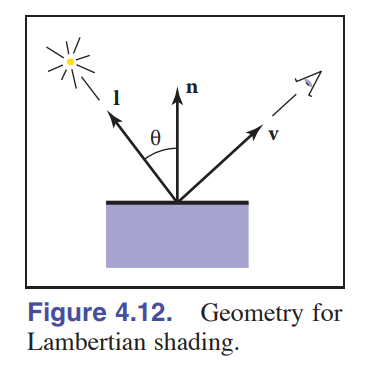 l
n
θ
v
Figure 4.12. Geometry for
Lambertian shading.